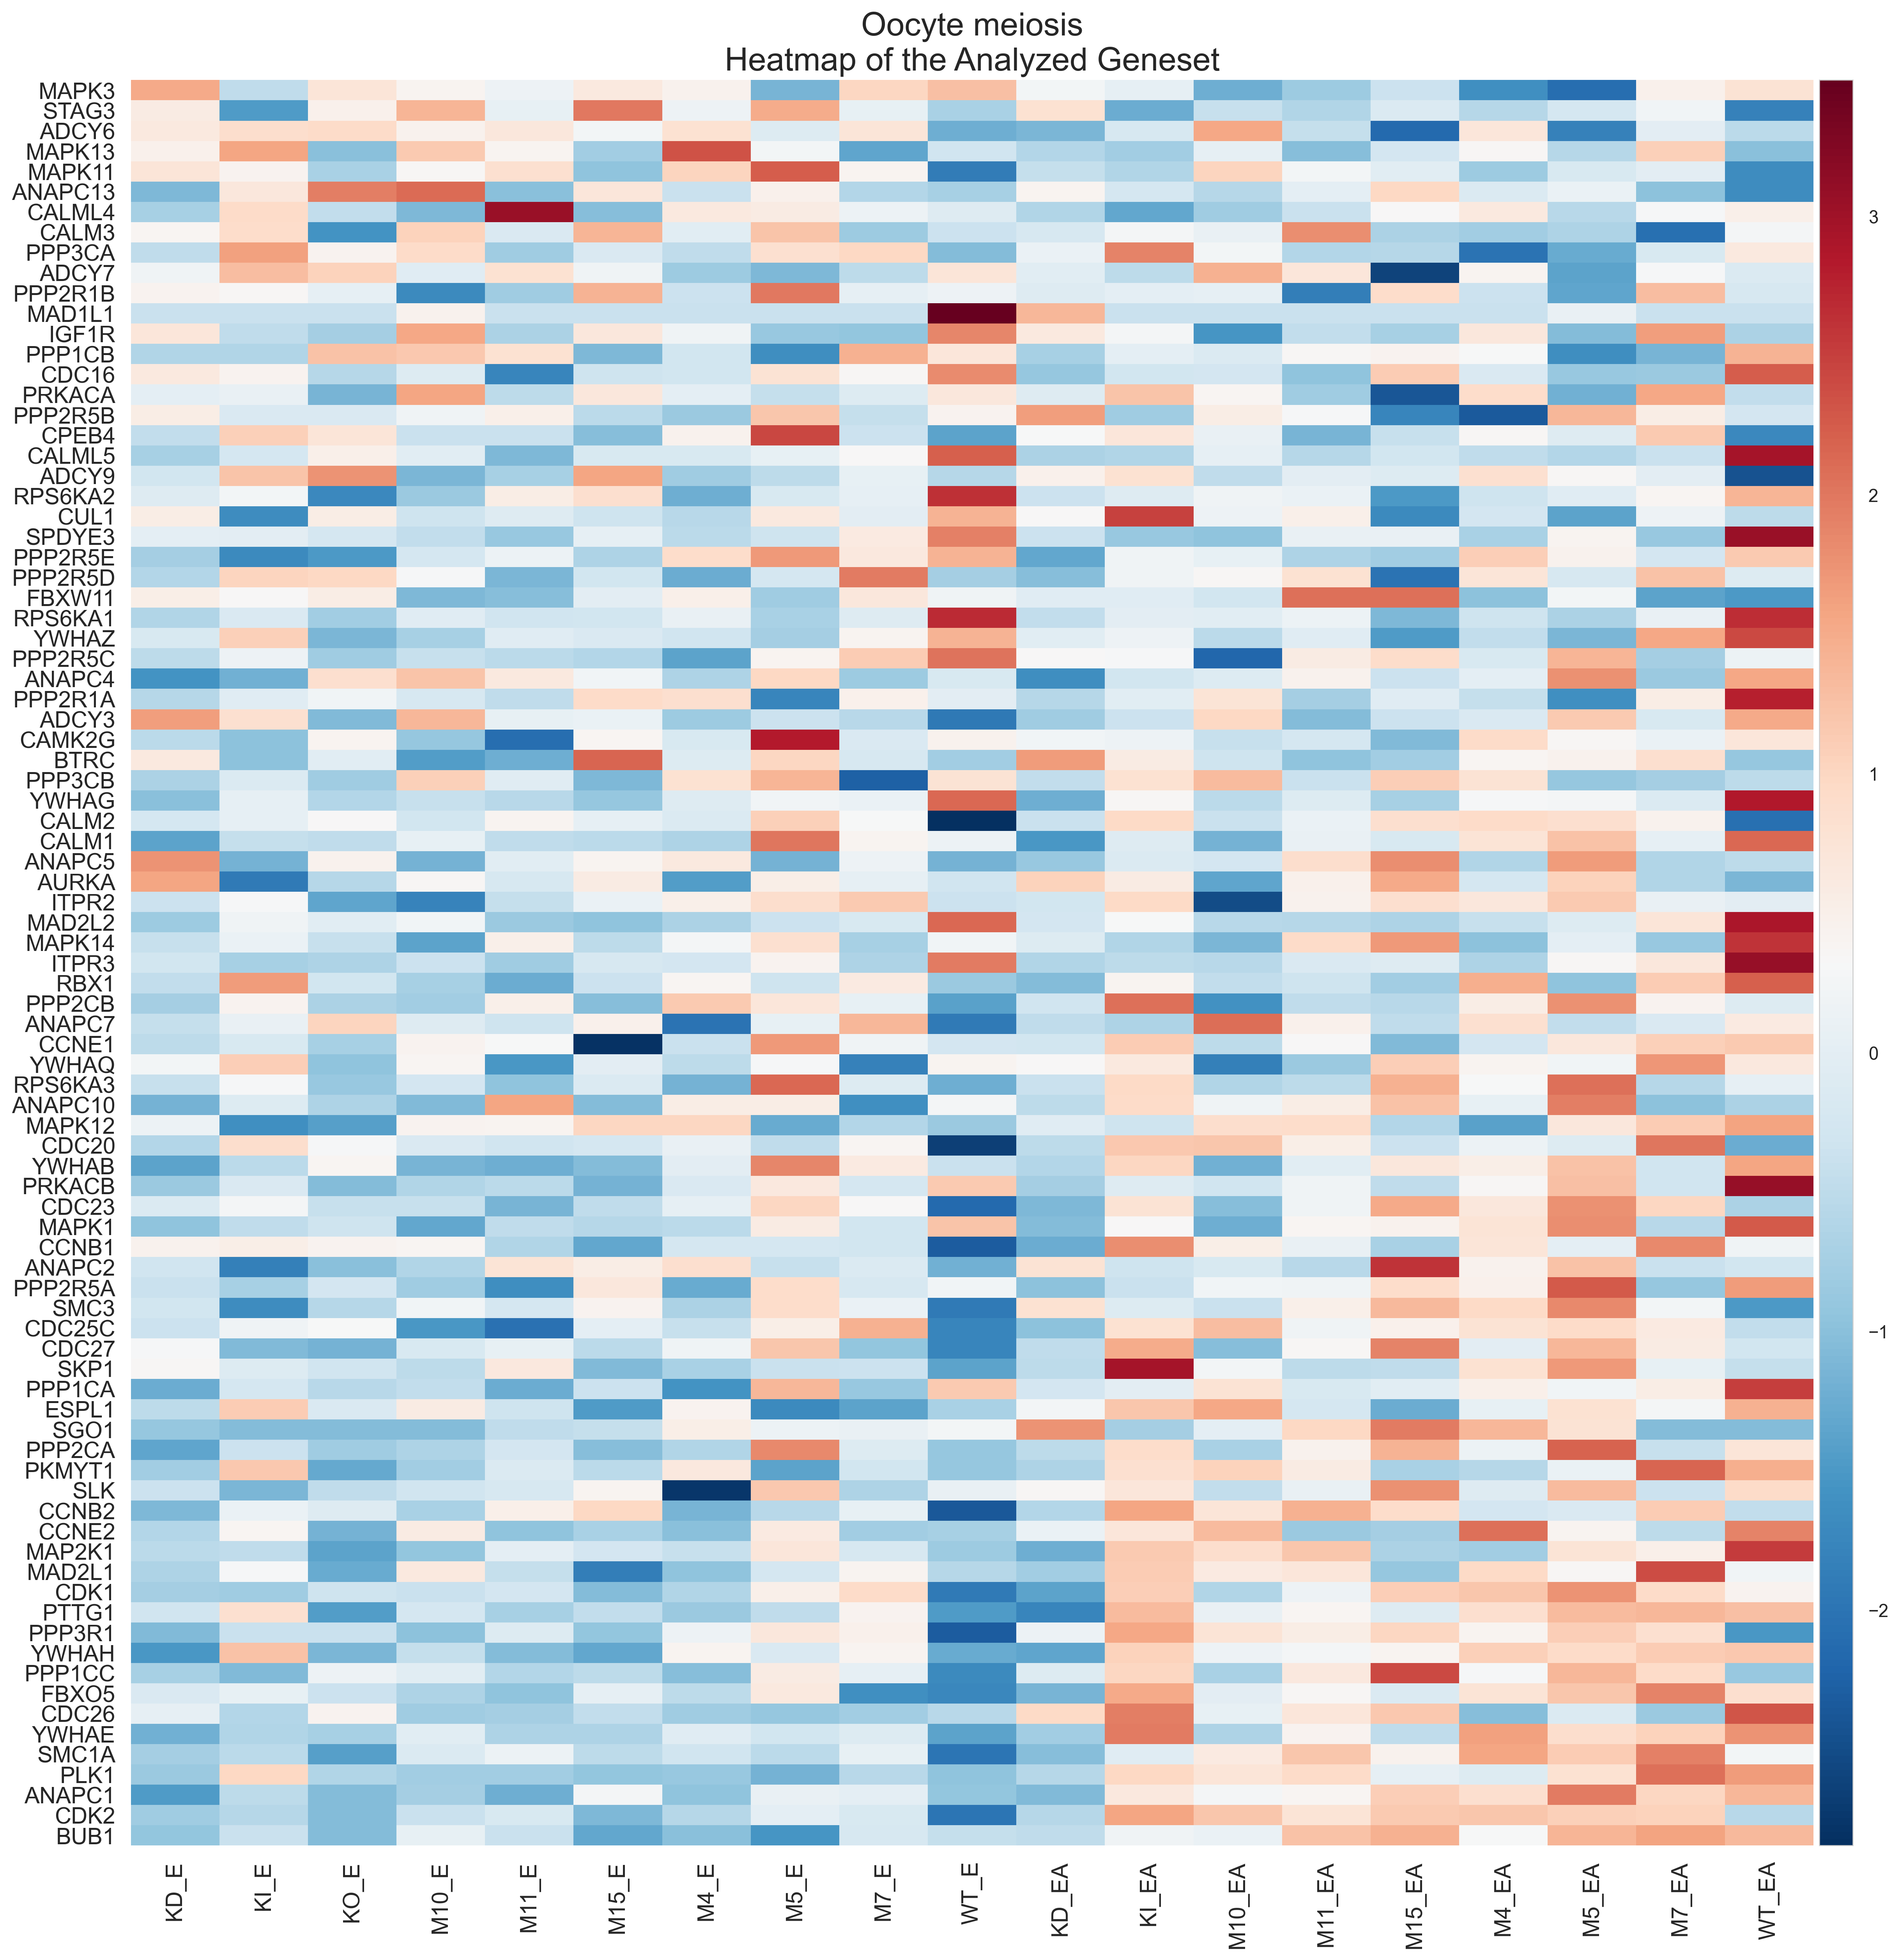 Oocyte meiosis
Heatmap of the Analyzed Geneset
MAPK3
STAG3
ADCY6
MAPK13
MAPK11
ANAPC13
CALML4
CALM3
PPP3CA
ADCY7
PPP2R1B
MAD1L1
IGF1R
PPP1CB
CDC16
PRKACA
PPP2R5B
CPEB4
CALML5
ADCY9
RPS6KA2
CUL1
SPDYE3
PPP2R5E
PPP2R5D
FBXW11
RPS6KA1
YWHAZ
PPP2R5C
ANAPC4
PPP2R1A
ADCY3
CAMK2G
BTRC
PPP3CB
YWHAG
CALM2
CALM1
ANAPC5
AURKA
ITPR2
MAD2L2
MAPK14
ITPR3
RBX1
PPP2CB
ANAPC7
CCNE1
YWHAQ
RPS6KA3
ANAPC10
MAPK12
CDC20
YWHAB
PRKACB
CDC23
MAPK1
CCNB1
ANAPC2
PPP2R5A
SMC3
CDC25C
CDC27
SKP1
PPP1CA
ESPL1
SGO1
PPP2CA
PKMYT1
SLK
CCNB2
CCNE2
MAP2K1
MAD2L1
CDK1
PTTG1
PPP3R1
YWHAH
PPP1CC
FBXO5
CDC26
YWHAE
SMC1A
PLK1
ANAPC1
CDK2
BUB1
KD_E
KI_E
KO_E
M10_E
M11_E
M15_E
M4_E
M5_E
M7_E
WT_E
KD_EA
KI_EA
M10_EA
M11_EA
M15_EA
M4_EA
M5_EA
M7_EA
WT_EA
3
2
1
0
−1
−2